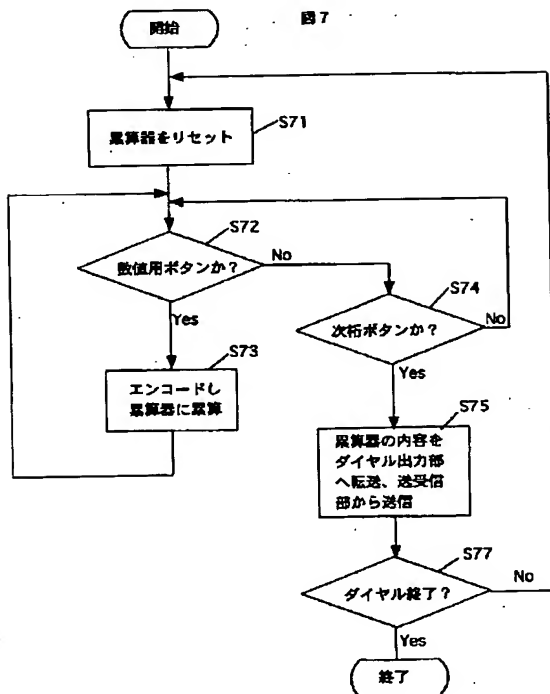 図7
開始
S71
累算器をリセット
S72
数値用ボタンか?
No
Yes
S74
次桁ボタンか?
No
Yes
S73
エンコードし
累算器に累算
S75
累算器の内容を
ダイヤル出力部
へ転送、送受信
部から送信
S77
ダイヤル終了?
No
Yes
終了